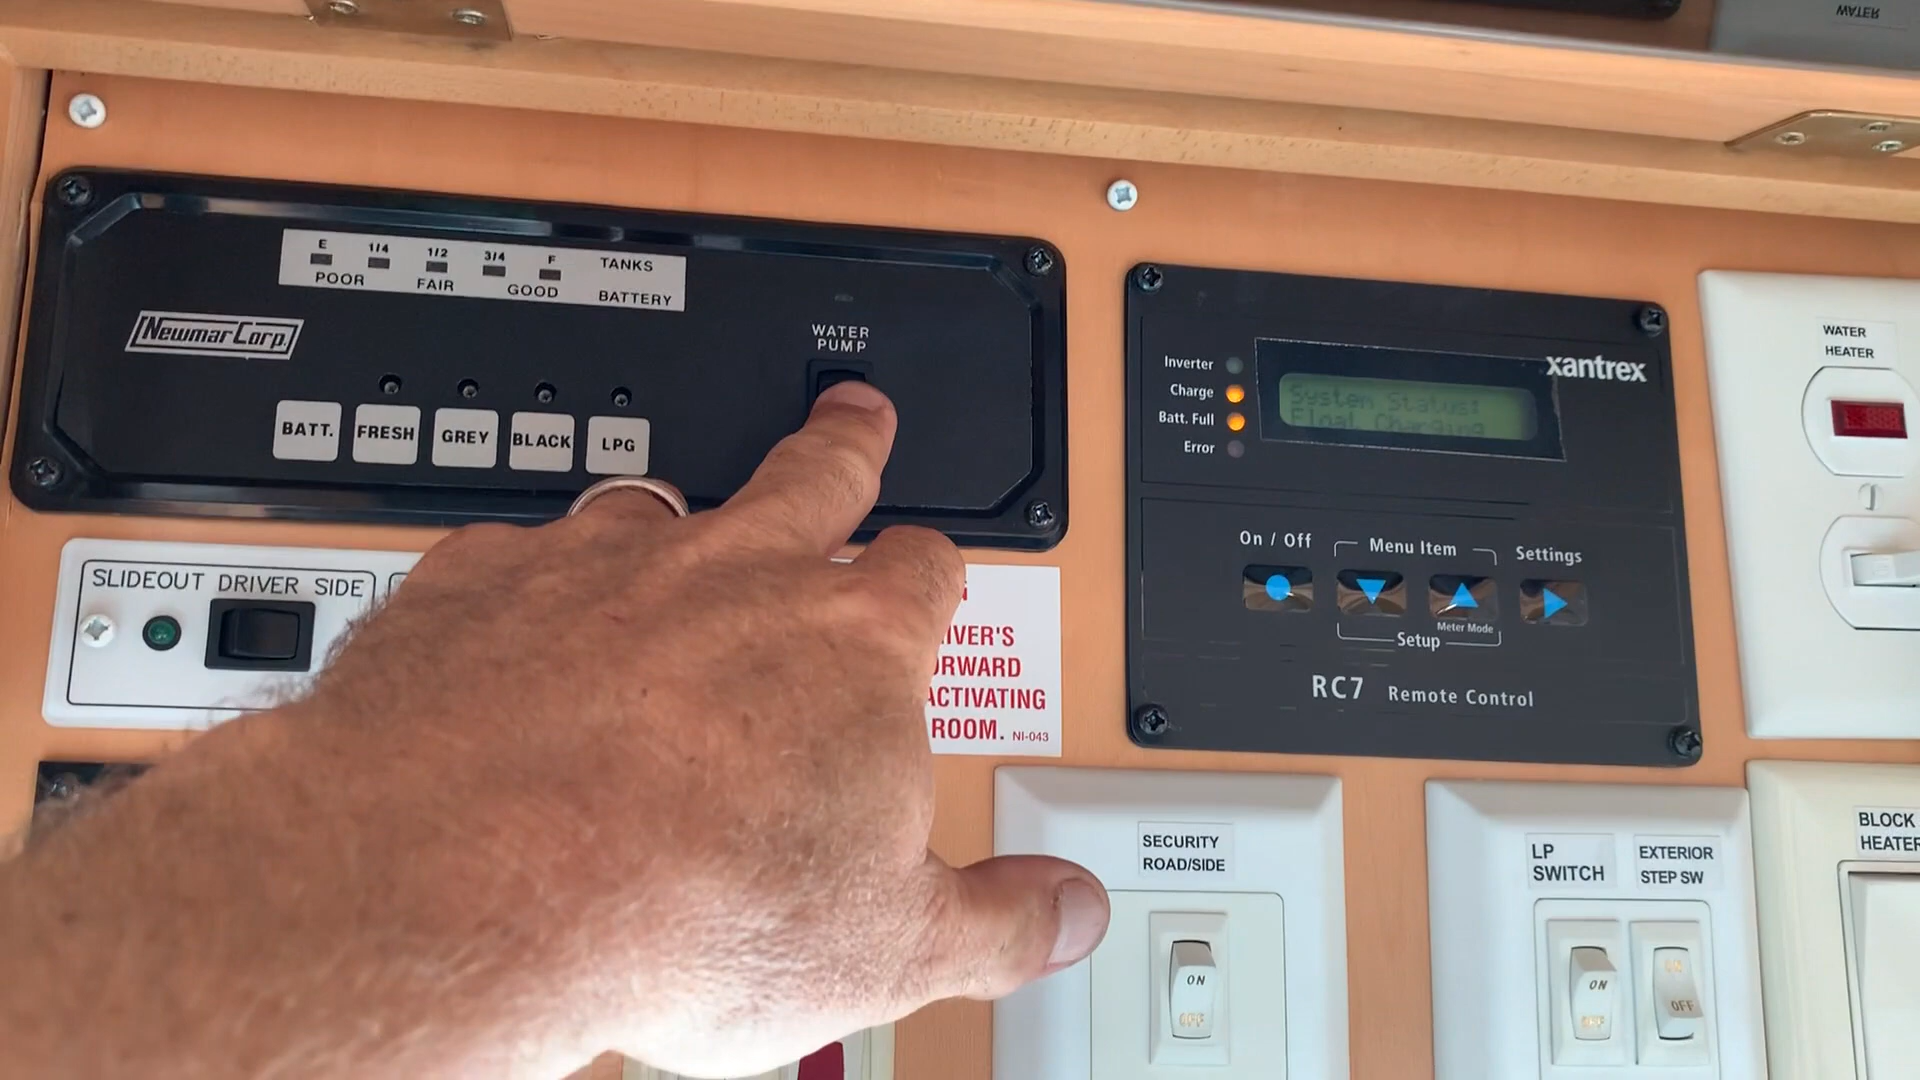 WATER
E 1/4 1/2 3/4 F TANKS
POOR FAIR GOOD BATTERY
Newmar Corp.
WATER
PUMP
BATT. FRESH GREY BLACK LPG
xantrex
Inverter
Charge
Batt. Full
Error
System Status:
Float Charging
On / Off
Menu Item
Settings
Meter Mode
Setup
RC7 Remote Control
WATER
HEATER
SLIDEOUT DRIVER SIDE
ACTIVATING
ROOM. NI-043
SECURITY
ROAD/SIDE
ON
OFF
LP
SWITCH
ON
OFF
EXTERIOR
STEP SW
ON
OFF
BLOCK
HEATER